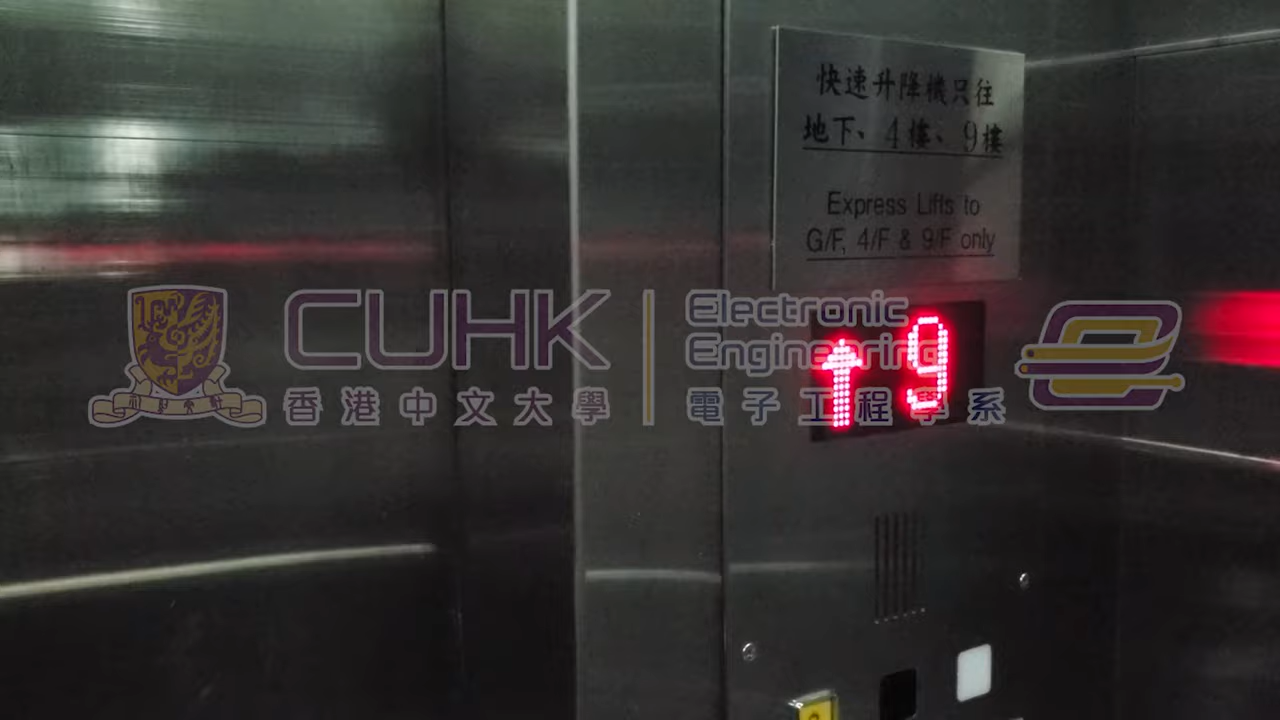 快速升降機只往
地下、4樓、9樓
Express Lifts to
G/F, 4/F & 9/F only
CUHK
香港中文大學
Electronic
Engineering
電子工程學系
↑ 9